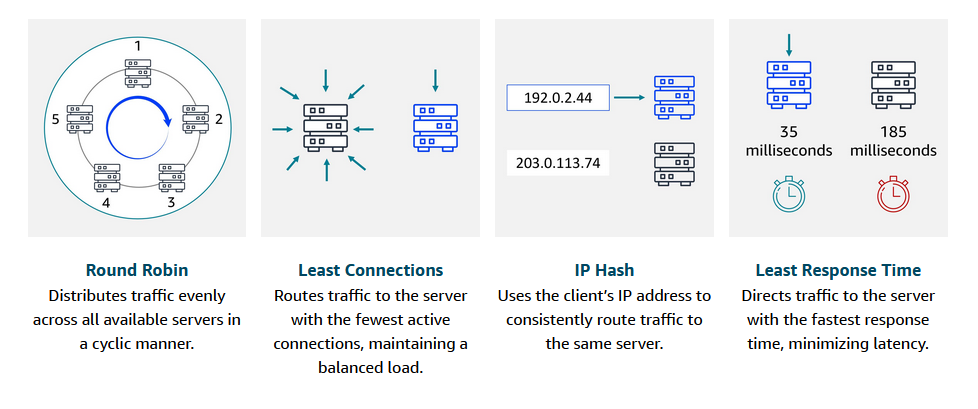 1
2
3
4
5
Round Robin
Distributes traffic evenly
across all available servers in
a cyclic manner.
Least Connections
Routes traffic to the server
with the fewest active
connections, maintaining a
balanced load.
192.0.2.44
203.0.113.74
IP Hash
Uses the client’s IP address to
consistently route traffic to
the same server.
35
milliseconds
185
milliseconds
Least Response Time
Directs traffic to the server
with the fastest response
time, minimizing latency.